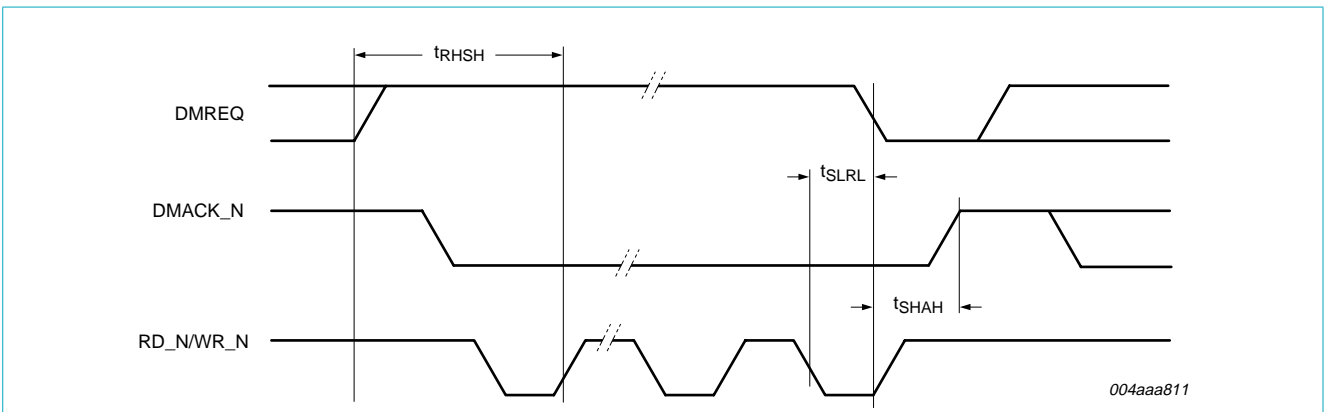 tRHSH
DMREQ
tSLRL
DMACK_N
tSHAH
RD_N/WR_N
004aaa811